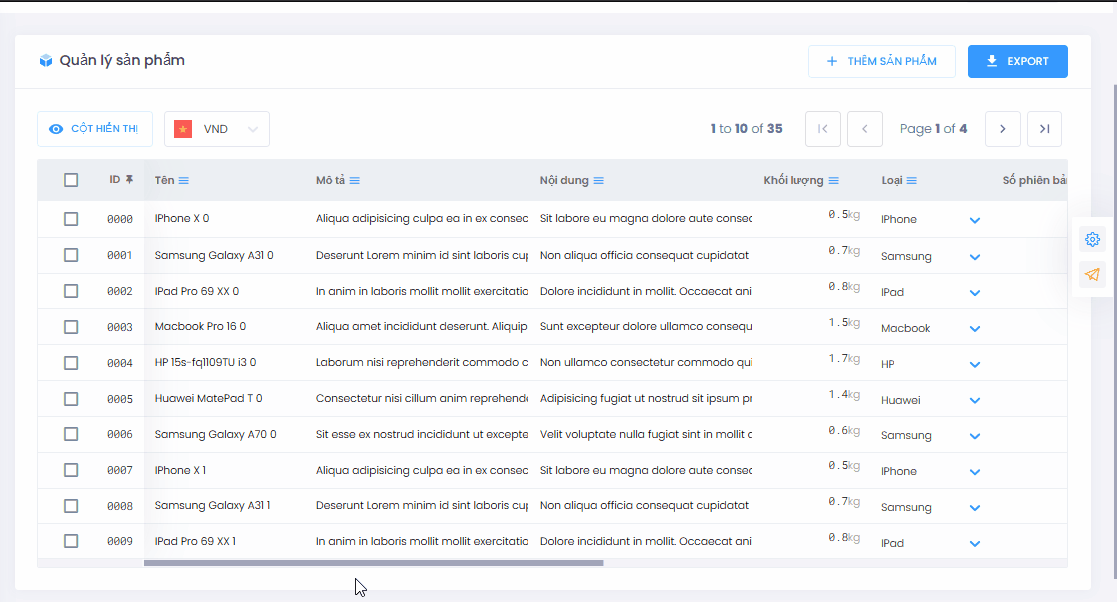 Quản lý sản phẩm
THÊM SẢN PHẨM
EXPORT
CỘT HIỂN THỊ
VND
1 to 10 of 35
Page 1 of 4
ID Tên Mô tả Nội dung Khối lượng Loại Số phiên bả
0000 IPhone X 0 Aliqua adipisicing culpa ea in ex consec Sit labore eu magna dolore aute consec 0.5kg IPhone
0001 Samsung Galaxy A31 0 Deserunt Lorem minim id sint laboris cup Non aliqua officia consequat cupidatat 0.7kg Samsung
0002 IPad Pro 69 XX 0 In anim in laboris mollit mollit exercitatio Dolore incididunt in mollit. Occaecat ani 0.8kg IPad
0003 Macbook Pro 16 0 Aliqua amet incididunt deserunt. Aliquip Sunt excepteur dolore ullamco consequ 1.5kg Macbook
0004 HP 15s-fq1109TU i3 0 Laborum nisi reprehenderit commodo c Non ullamco consectetur commodo qui 1.7kg HP
0005 Huawei MatePad T 0 Consectetur nisi cillum anim reprehende Adipisicing fugiat ut nostrud sit ipsum pr 1.4kg Huawei
0006 Samsung Galaxy A70 0 Sit esse ex nostrud incididunt ut excepte Velit voluptate nulla fugiat sint in mollit c 0.6kg Samsung
0007 IPhone X 1 Aliqua adipisicing culpa ea in ex consec Sit labore eu magna dolore aute consec 0.5kg IPhone
0008 Samsung Galaxy A31 1 Deserunt Lorem minim id sint laboris cup Non aliqua officia consequat cupidatat 0.7kg Samsung
0009 IPad Pro 69 XX 1 In anim in laboris mollit mollit exercitatio Dolore incididunt in mollit. Occaecat ani 0.8kg IPad